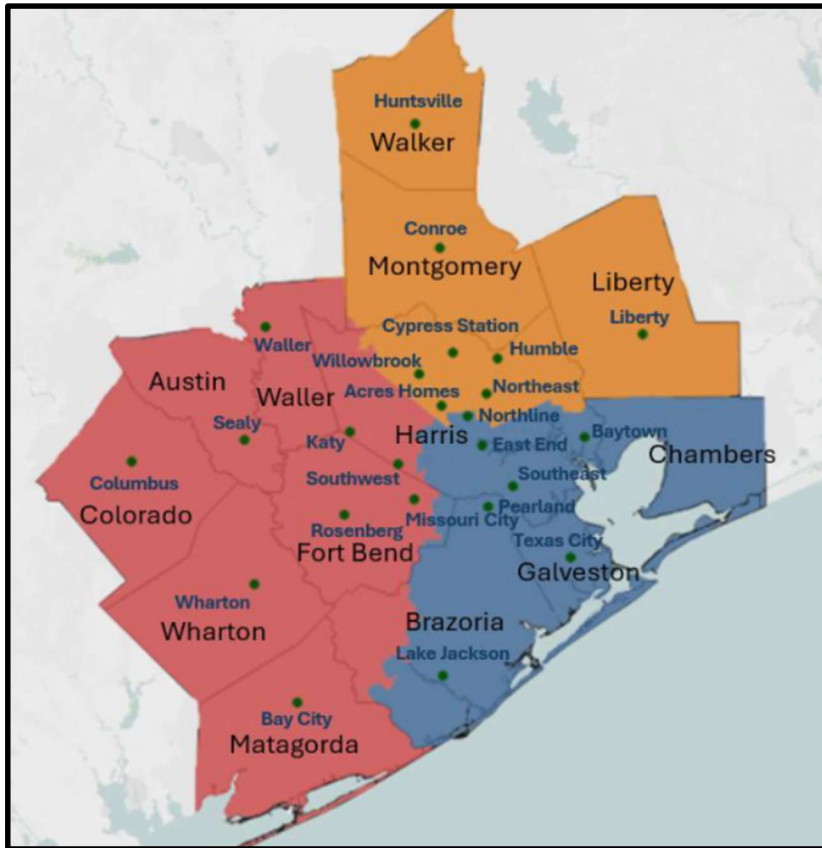 Huntsville
Walker
Conroe
Montgomery
Liberty
Liberty
Cypress Station
Waller
Willowbrook
Humble
Austin
Acres Homes
Northeast
Waller
Northline
Sealy
Katy
Harris
East End
Baytown
Chambers
Columbus
Southwest
Southeast
Colorado
Rosenberg
Missouri City
Pearland
Fort Bend
Texas City
Galveston
Wharton
Wharton
Brazoria
Lake Jackson
Bay City
Matagorda